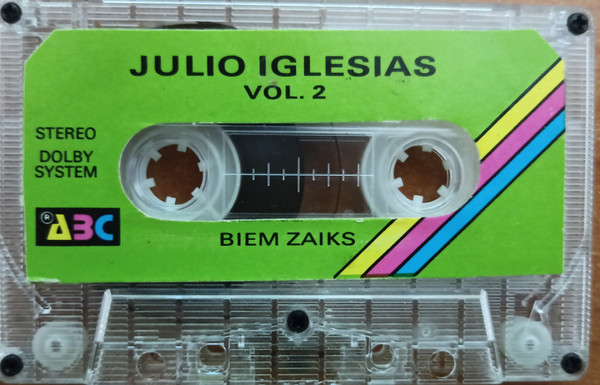 JULIO IGLESIAS
VOL. 2
STEREO
DOLBY
SYSTEM
® ABC
BIEM ZAIKS